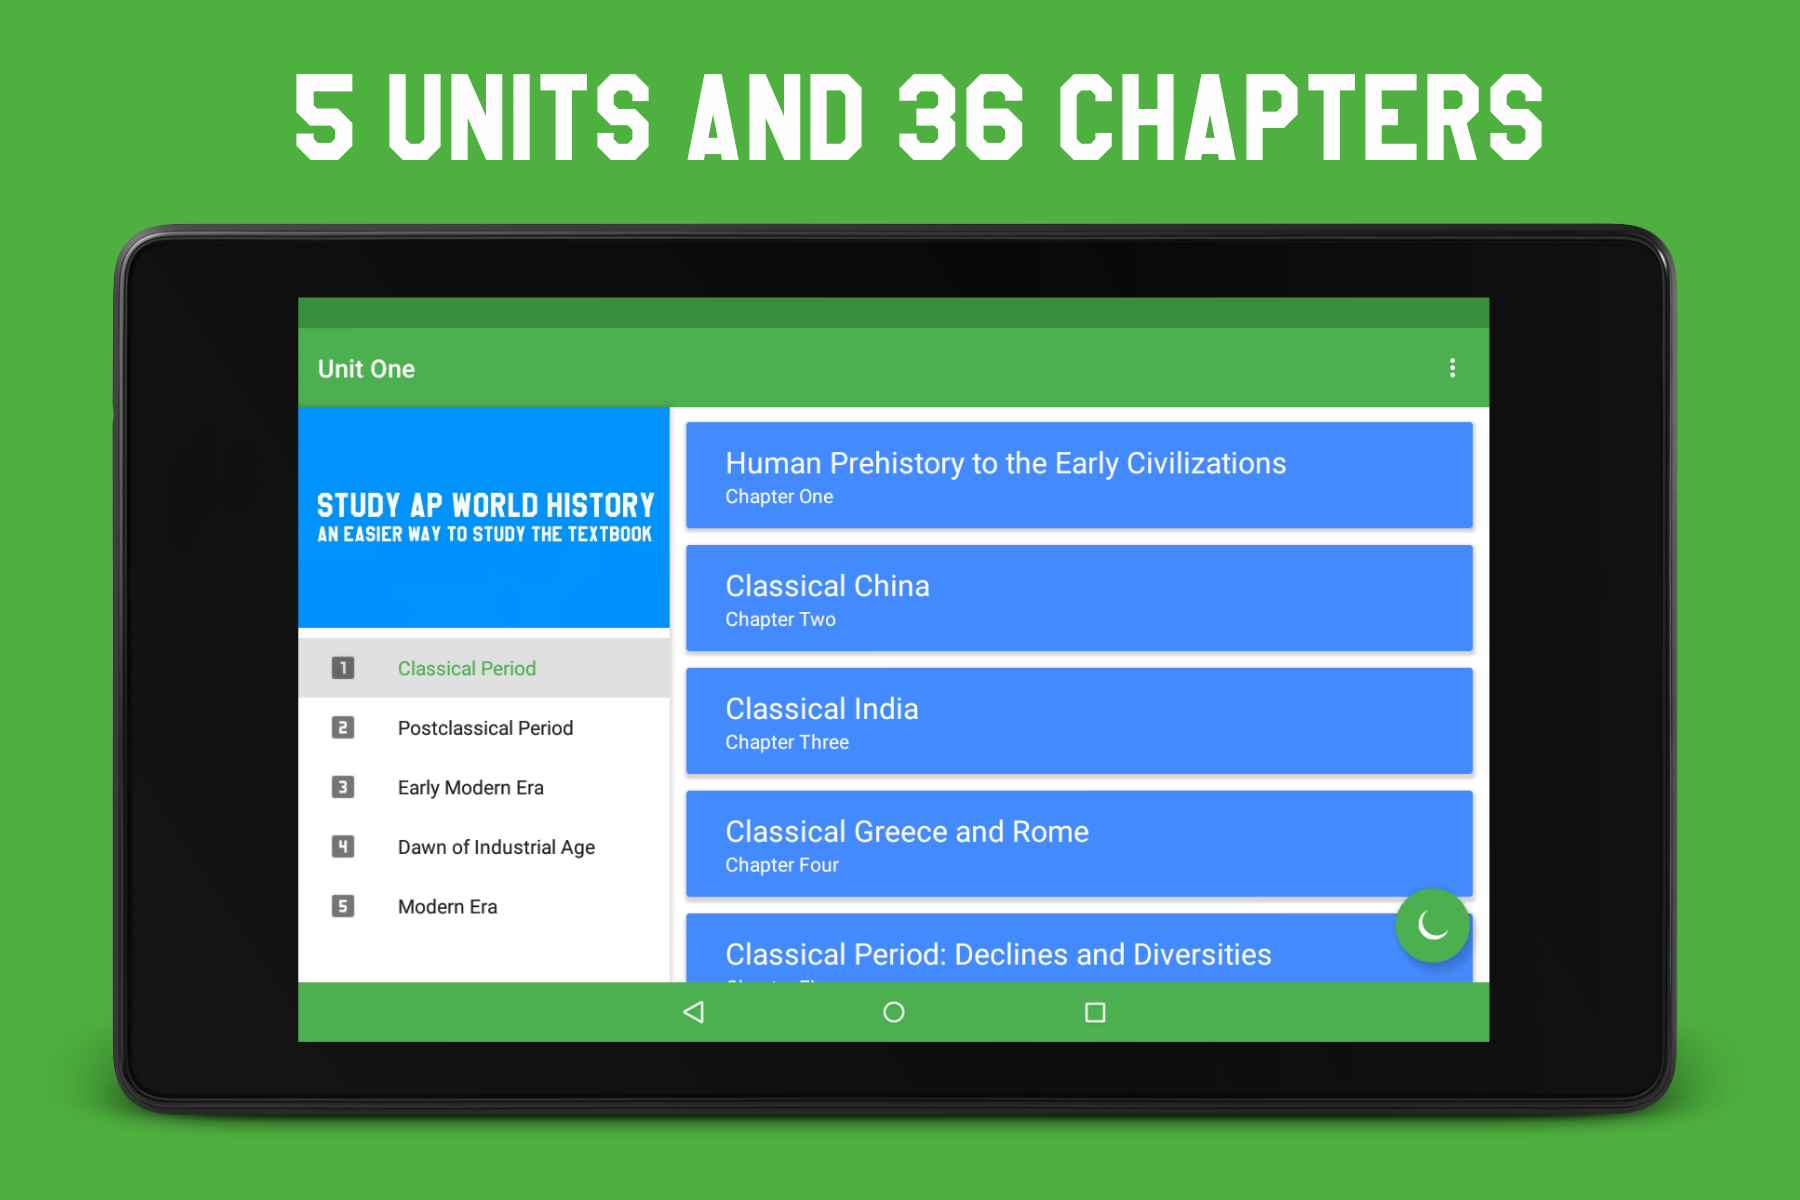 5 UNITS AND 36 CHAPTERS
Unit One
STUDY AP WORLD HISTORY
AN EASIER WAY TO STUDY THE TEXTBOOK
1 Classical Period
2 Postclassical Period
3 Early Modern Era
4 Dawn of Industrial Age
5 Modern Era
Human Prehistory to the Early Civilizations
Chapter One
Classical China
Chapter Two
Classical India
Chapter Three
Classical Greece and Rome
Chapter Four
Classical Period: Declines and Diversities